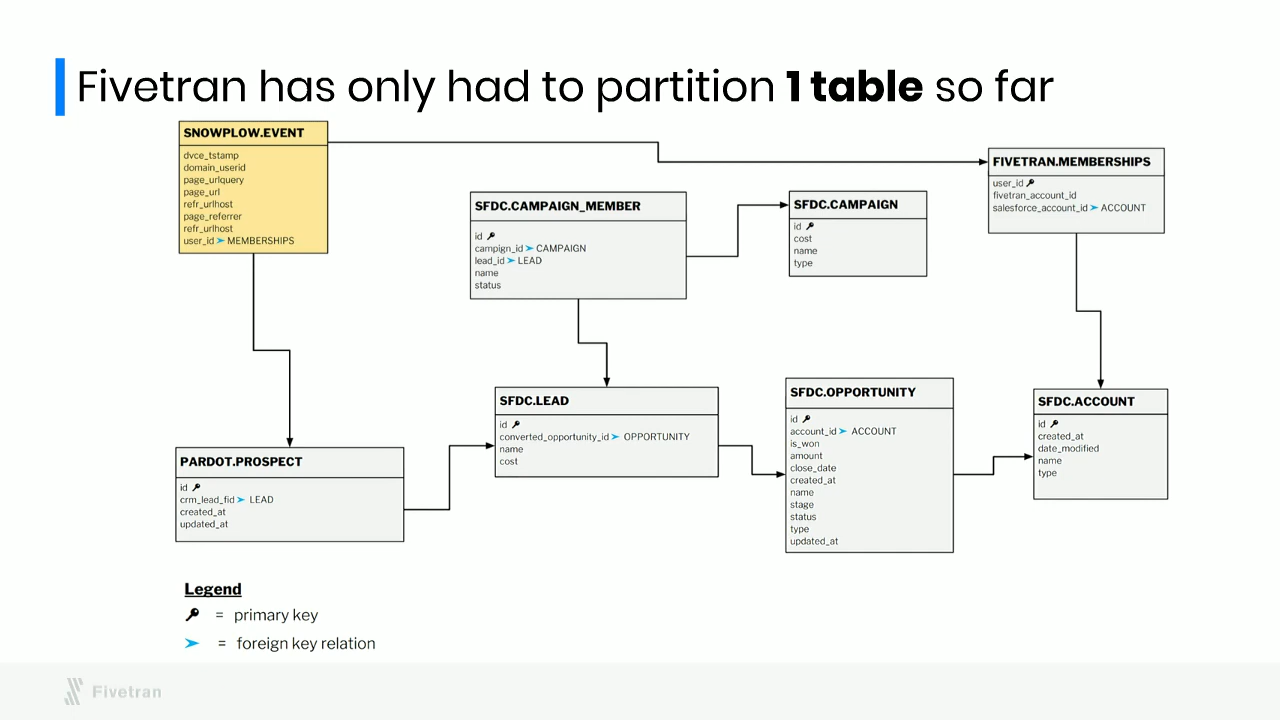 Fivetran has only had to partition 1 table so far
SNOWPLOW.EVENT
dvce_tstamp
domain_userid
page_urlquery
page_url
refr_urlhost
page_referrer
refr_urlhost
user_id ➤ MEMBERSHIPS
SFDC.CAMPAIGN_MEMBER
id
campign_id ➤ CAMPAIGN
lead_id ➤ LEAD
name
status
SFDC.CAMPAIGN
id
cost
name
type
FIVETRAN.MEMBERSHIPS
user_id
fivetran_account_id
salesforce_account_id ➤ ACCOUNT
PARDOT.PROSPECT
id
crm_lead_fid ➤ LEAD
created_at
updated_at
SFDC.LEAD
id
converted_opportunity_id ➤ OPPORTUNITY
name
cost
SFDC.OPPORTUNITY
id
account_id ➤ ACCOUNT
is_won
amount
close_date
created_at
name
stage
status
type
updated_at
SFDC.ACCOUNT
id
created_at
date_modified
name
type
Legend
= primary key
➤ = foreign key relation
Fivetran